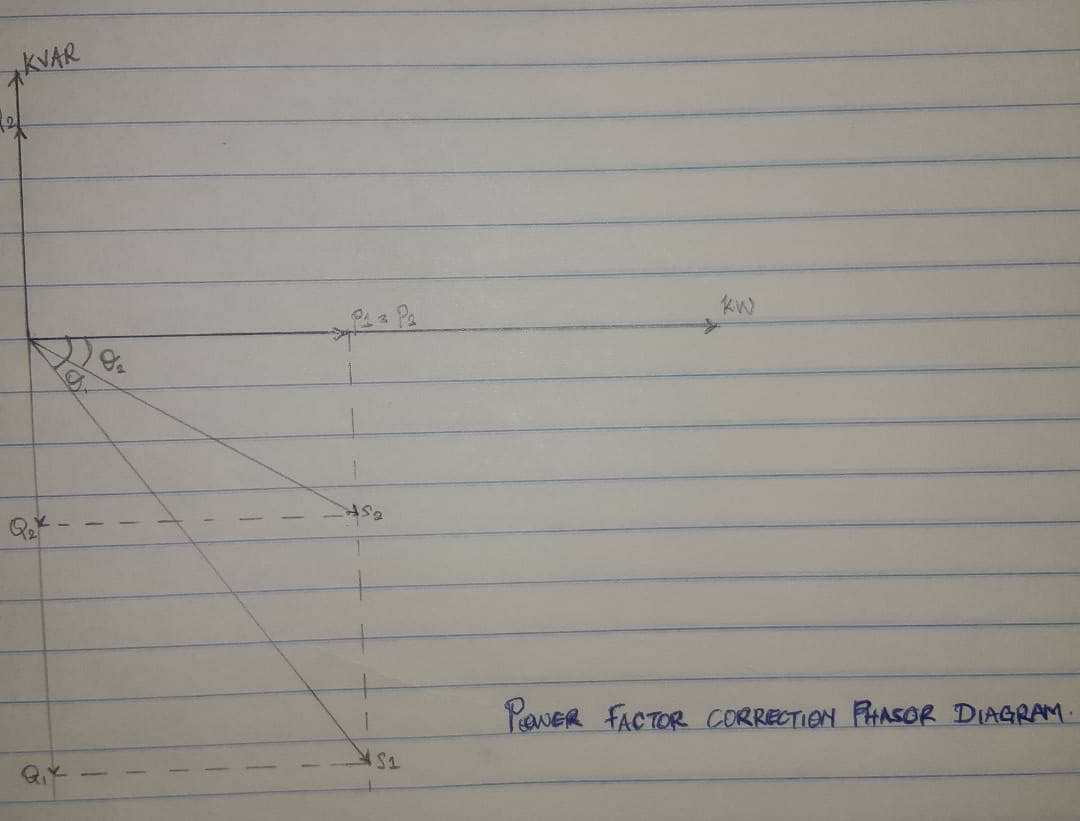 KVAR
P1 = P2
KW
θ2
θ1
Q2
S2
POWER FACTOR CORRECTION PHASOR DIAGRAM.
Q1
S1